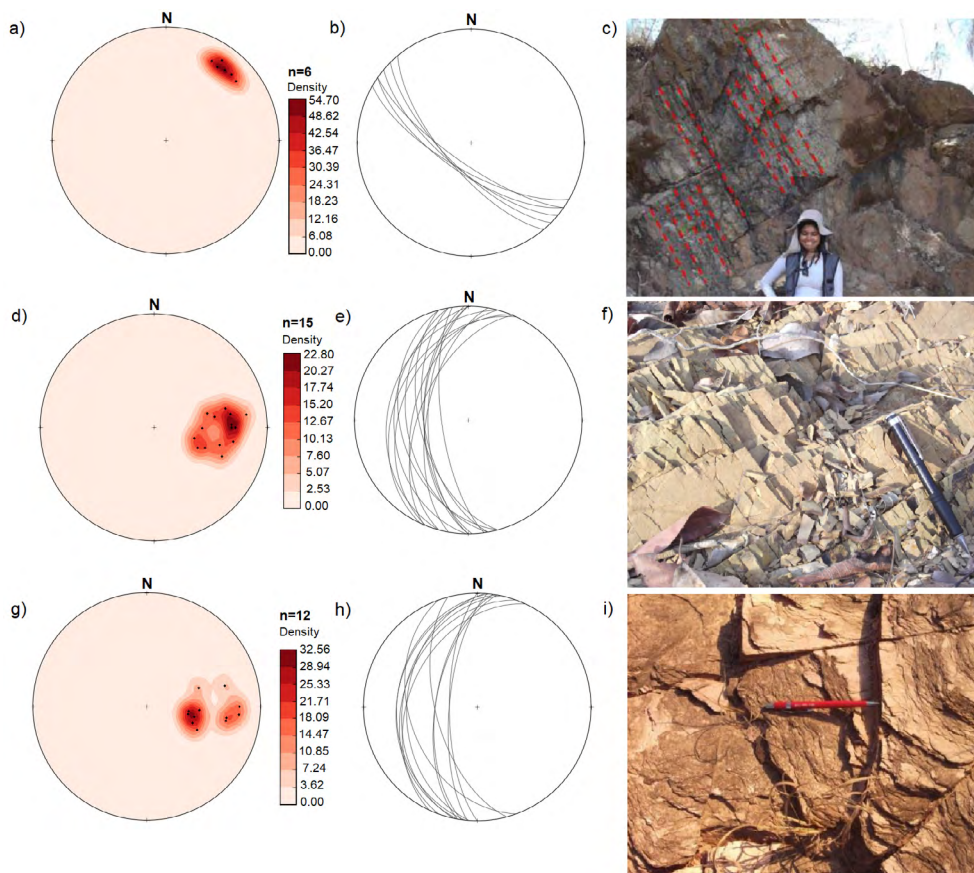 a)
N
n=6
Density
54.70
48.62
42.54
36.47
30.39
24.31
18.23
12.16
6.08
0.00
b)
N
c)
d)
N
n=15
Density
22.80
20.27
17.74
15.20
12.67
10.13
7.60
5.07
2.53
0.00
e)
N
f)
g)
N
n=12
Density
32.56
28.94
25.33
21.71
18.09
14.47
10.85
7.24
3.62
0.00
h)
N
i)